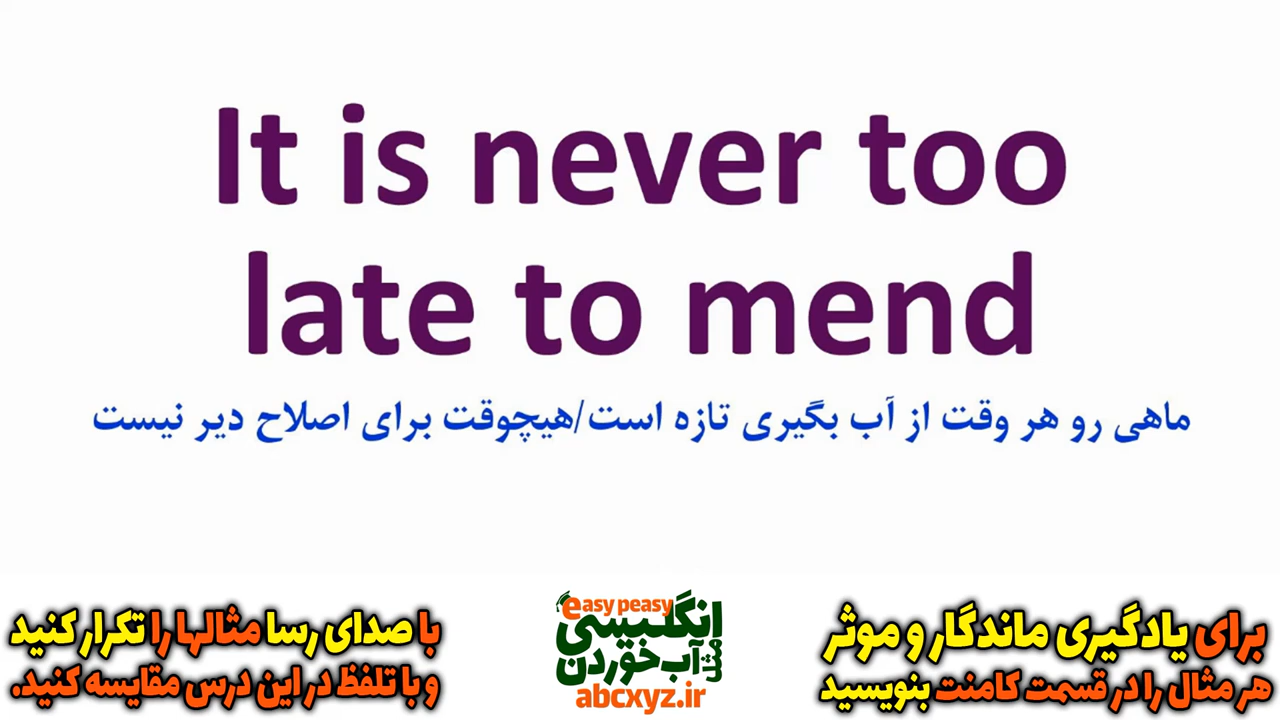 It is never too
late to mend
ماهی رو هر وقت از آب بگیری تازه است/هیچوقت برای اصلاح دیر نیست
برای یادگیری ماندگار و موثر
هر مثال را در قسمت کامنت بنویسید
easy peasy
انگلیسی
مثل
آب خوردن
abcxyz.ir
با صدای رسا مثالها را تکرار کنید
و با تلفظ در این درس مقایسه کنید.